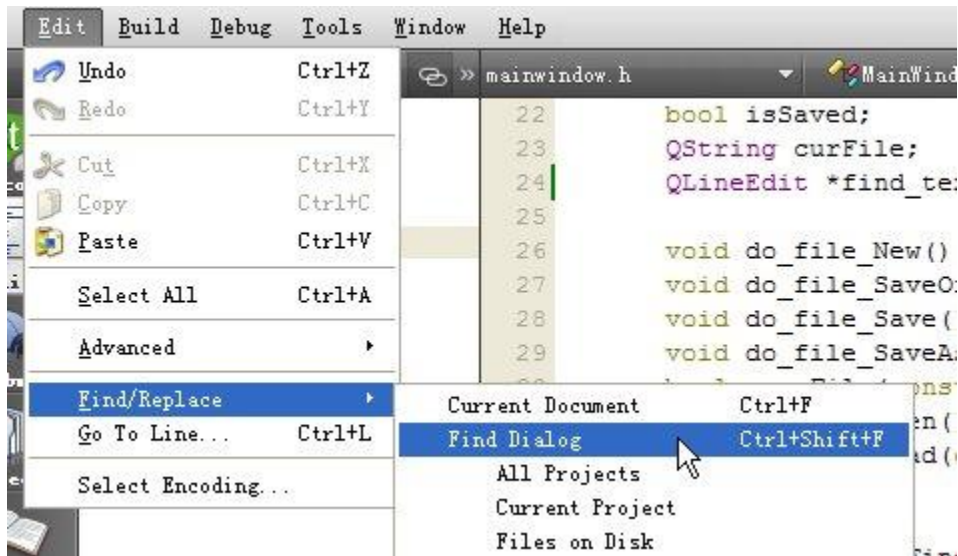 Edit Build Debug Tools Window Help
Undo Ctrl+Z
Redo Ctrl+Y
Cut Ctrl+X
Copy Ctrl+C
Paste Ctrl+V
Select All Ctrl+A
Advanced
Find/Replace
Go To Line... Ctrl+L
Select Encoding...
Current Document Ctrl+F
Find Dialog Ctrl+Shift+F
All Projects
Current Project
Files on Disk
mainwindow.h MainWind
22 bool isSaved;
23 QString curFile;
24 QLineEdit *find_tex
25
26 void do_file_New()
27 void do_file_SaveO
28 void do_file_Save(
29 void do_file_SaveA